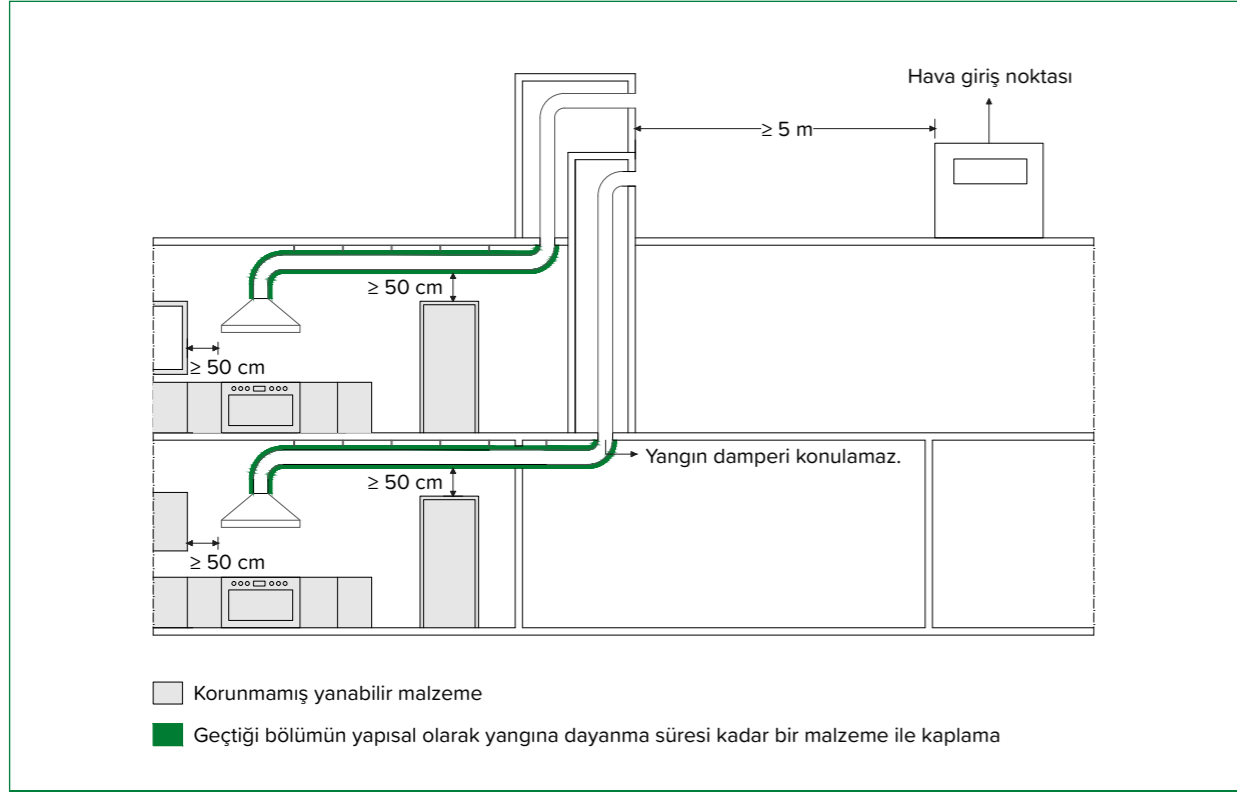 Hava giriş noktası
≥ 5 m
≥ 50 cm
≥ 50 cm
Yangın damperi konulamaz.
≥ 50 cm
≥ 50 cm
Korunmamış yanabilir malzeme
Geçtiği bölümün yapısal olarak yangına dayanma süresi kadar bir malzeme ile kaplama